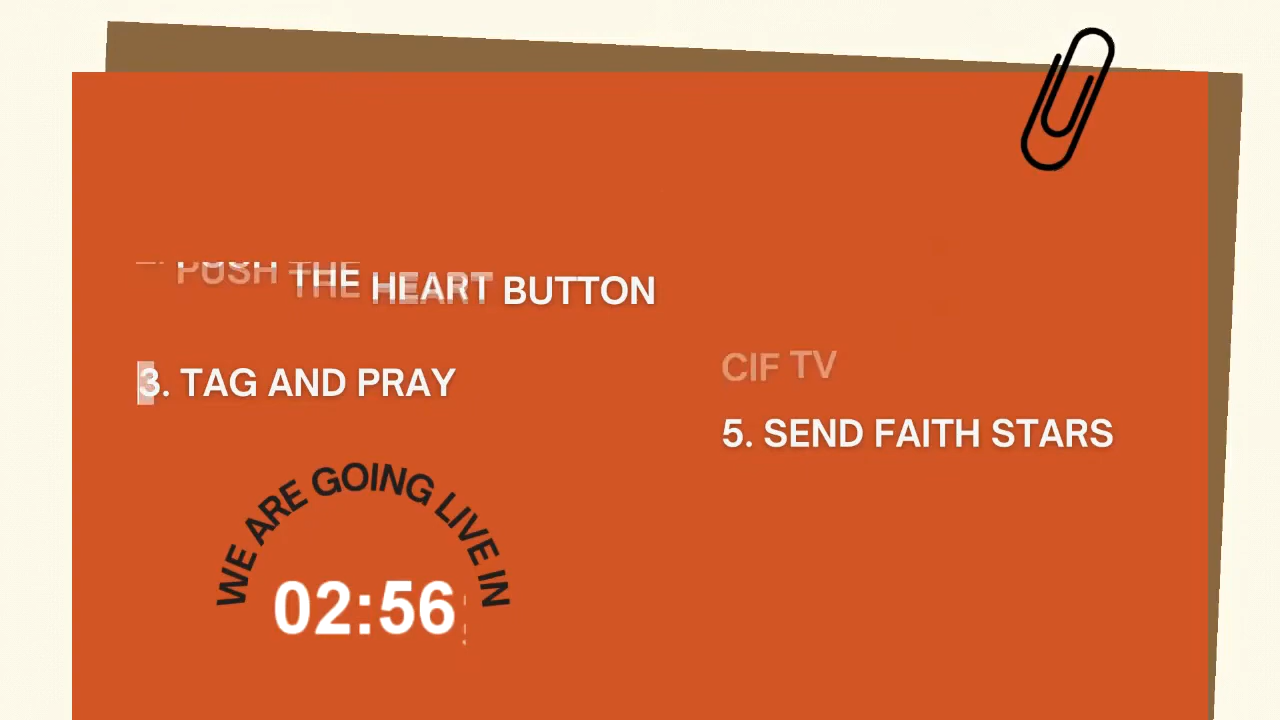 PUSH THE HEART BUTTON
3. TAG AND PRAY
CIF TV
5. SEND FAITH STARS
WE ARE GOING LIVE IN
02:56